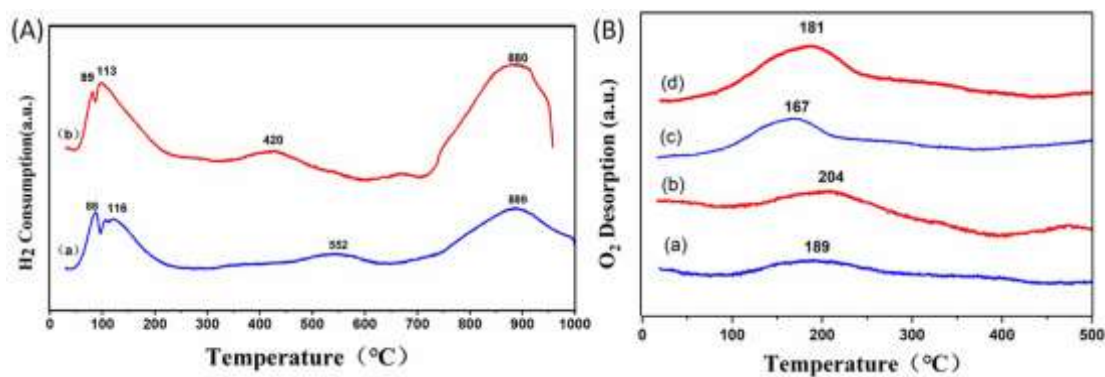 (A)
H2 Consumption(a.u.)
89 113
880
(b)
420
88 116
886
(a)
552
0 100 200 300 400 500 600 700 800 900 1000
Temperature (°C)
(B)
O2 Desorption (a.u.)
181
(d)
167
(c)
204
(b)
189
(a)
0 100 200 300 400 500
Temperature (°C)